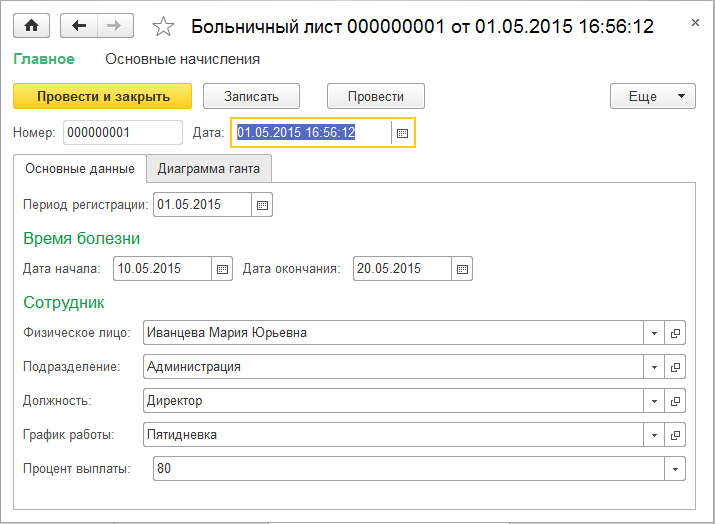 Больничный лист 000000001 от 01.05.2015 16:56:12
Главное Основные начисления
Провести и закрыть Записать Провести Еще
Номер: 000000001 Дата: 01.05.2015 16:56:12
Основные данные Диаграмма ганта
Период регистрации: 01.05.2015
Время болезни
Дата начала: 10.05.2015 Дата окончания: 20.05.2015
Сотрудник
Физическое лицо: Иванцева Мария Юрьевна
Подразделение: Администрация
Должность: Директор
График работы: Пятидневка
Процент выплаты: 80